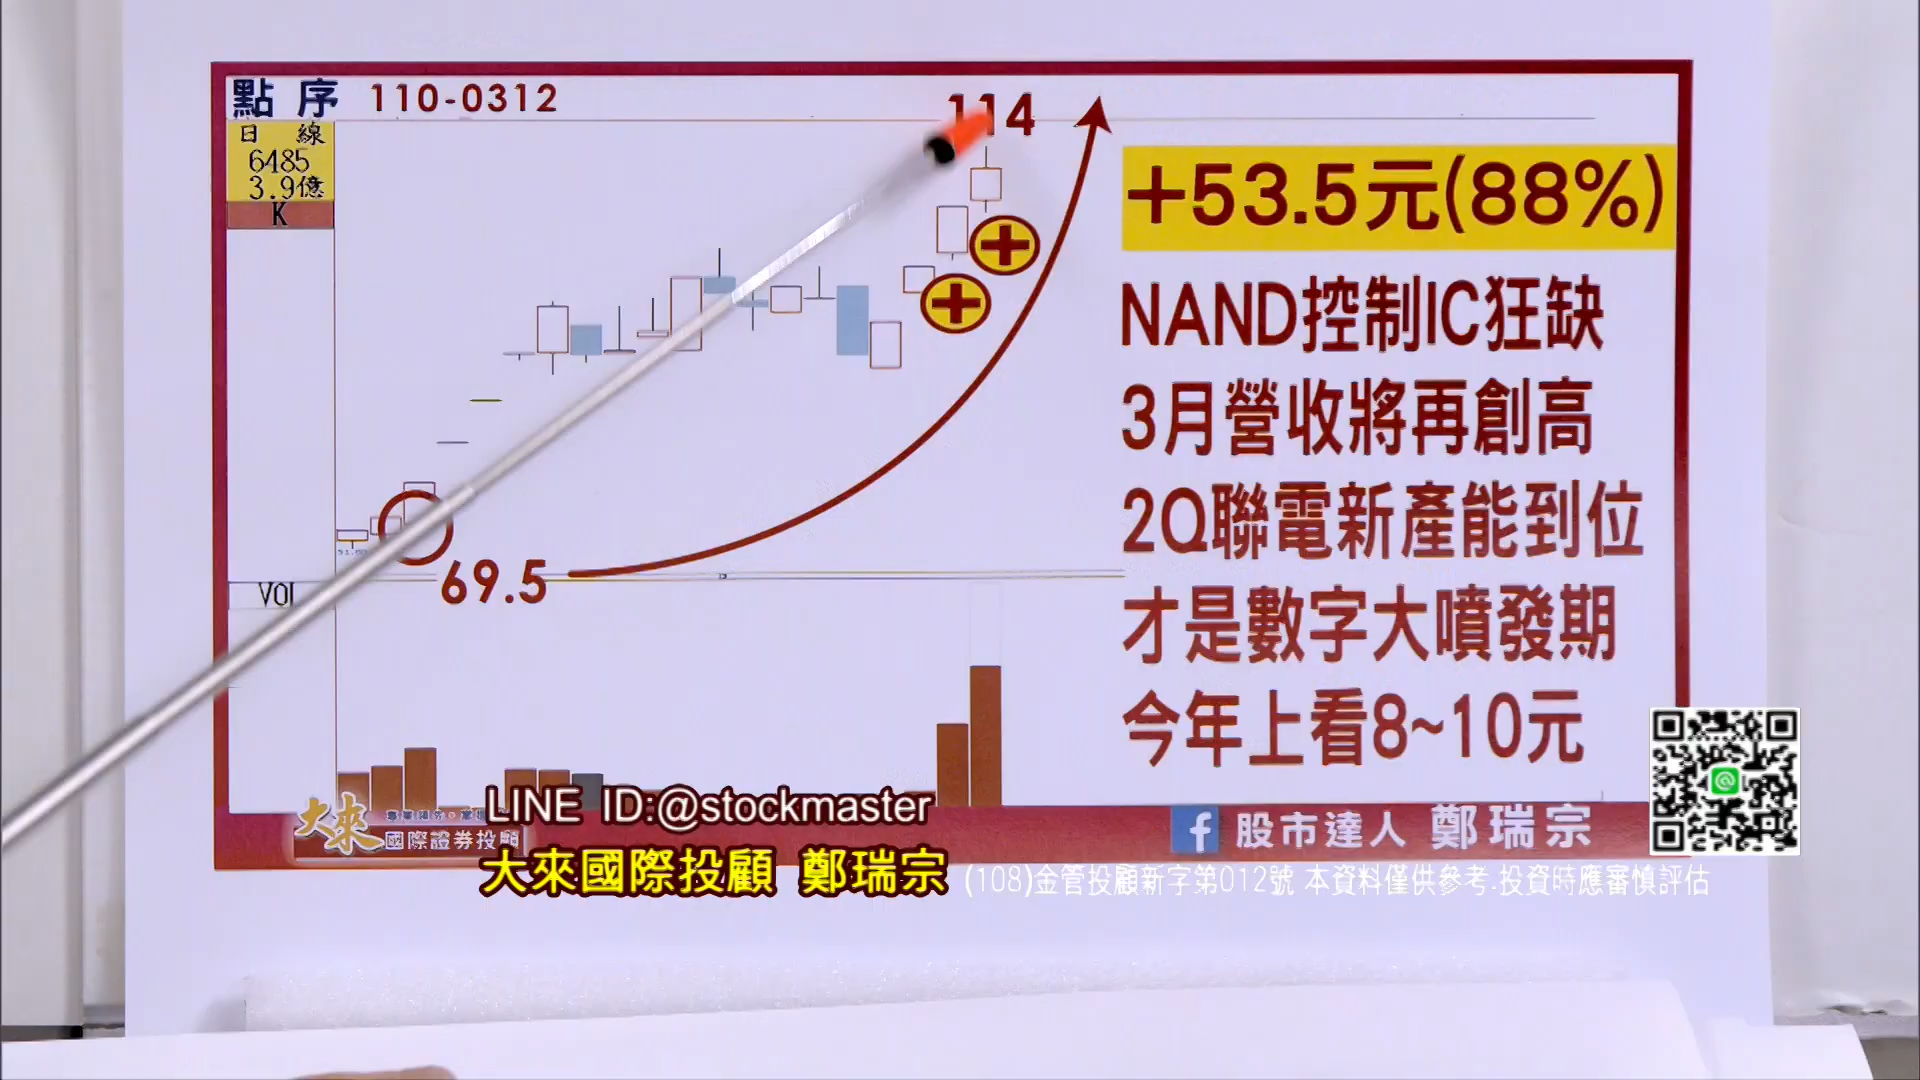 點序 110-0312
日線
6485
3.9億
K
114
+53.5元(88%)
NAND控制IC狂缺
3月營收將再創高
2Q聯電新產能到位
才是數字大噴發期
今年上看8~10元
69.5
VOL
大來
國際證券投顧
LINE ID:@stockmaster
大來國際投顧 鄭瑞宗
股市達人 鄭瑞宗
(108)金管投顧新字第012號 本資料僅供參考.投資時應審慎評估